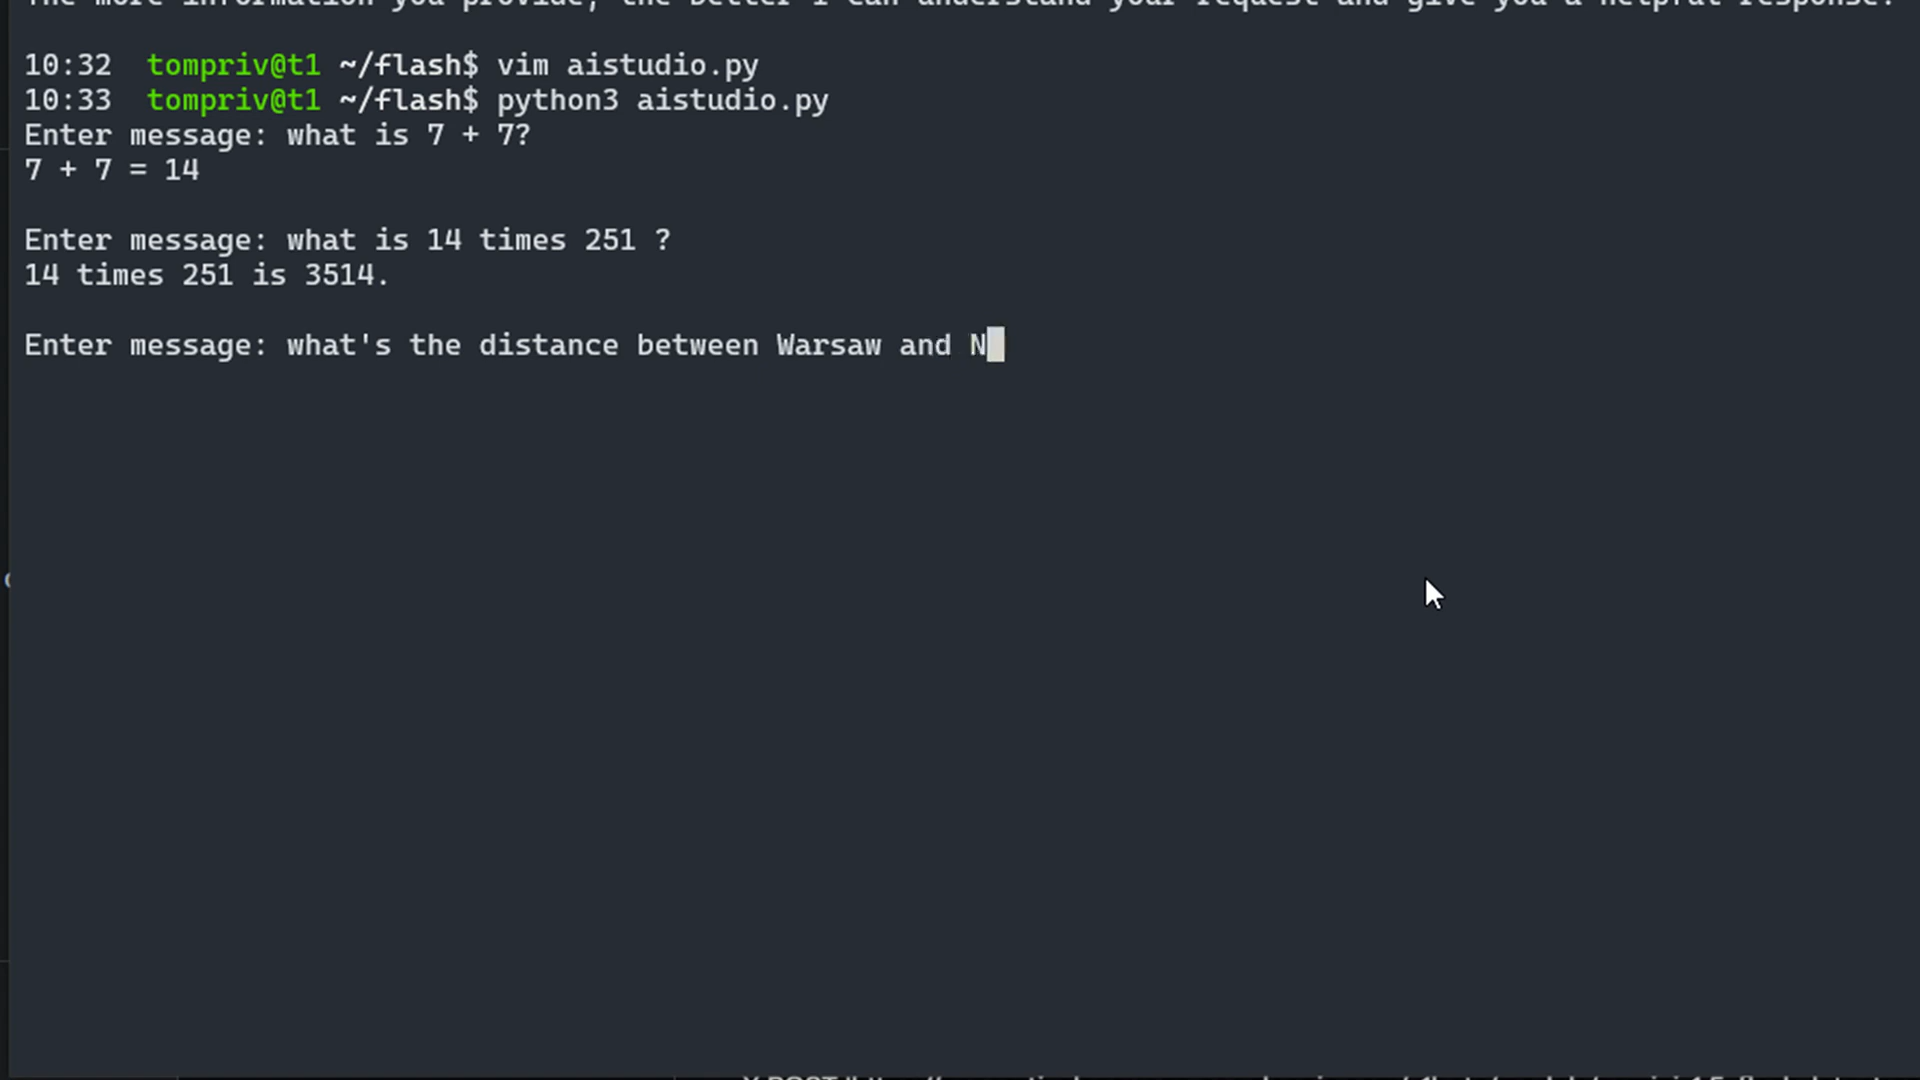 The more information you provide, the better I can understand your request and give you a helpful response.
10:32 tompriv@t1 ~/flash$ vim aistudio.py
10:33 tompriv@t1 ~/flash$ python3 aistudio.py
Enter message: what is 7 + 7?
7 + 7 = 14
Enter message: what is 14 times 251 ?
14 times 251 is 3514.
Enter message: what's the distance between Warsaw and N